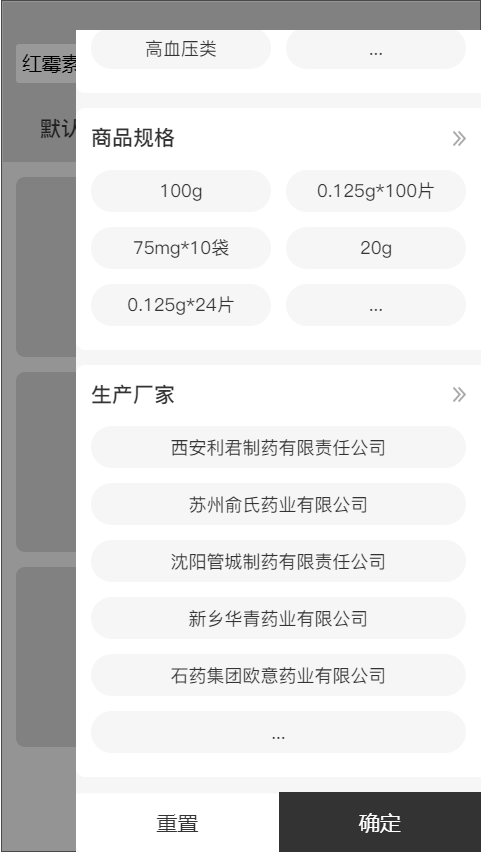 红霉素
默认
高血压类
...
商品规格
100g
0.125g*100片
75mg*10袋
20g
0.125g*24片
...
生产厂家
西安利君制药有限责任公司
苏州俞氏药业有限公司
沈阳管城制药有限责任公司
新乡华青药业有限公司
石药集团欧意药业有限公司
...
重置
确定